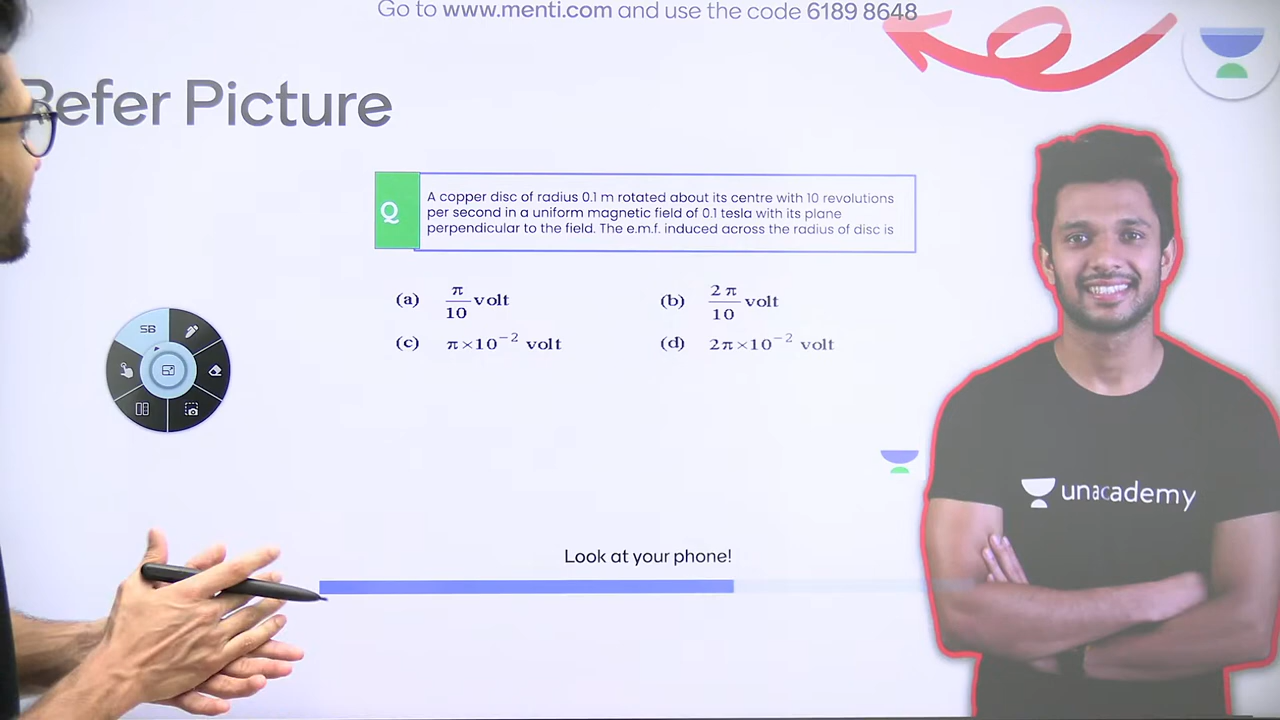 Go to www.menti.com and use the code 6189 8648
Refer Picture
Q
A copper disc of radius 0.1 m rotated about its centre with 10 revolutions
per second in a uniform magnetic field of 0.1 tesla with its plane
perpendicular to the field. The e.m.f. induced across the radius of disc is
(a) π/10 volt (b) 2π/10 volt
(c) π×10⁻² volt (d) 2π×10⁻² volt
56
unacademy
Look at your phone!